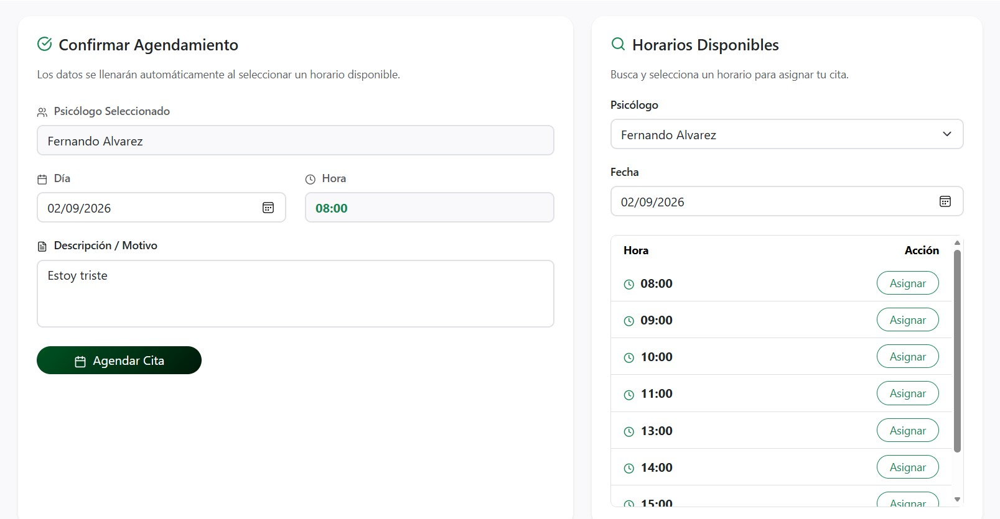 Confirmar Agendamiento
Los datos se llenarán automáticamente al seleccionar un horario disponible.
Psicólogo Seleccionado
Fernando Alvarez
Día
02/09/2026
Hora
08:00
Descripción / Motivo
Estoy triste
Agendar Cita
Horarios Disponibles
Busca y selecciona un horario para asignar tu cita.
Psicólogo
Fernando Alvarez
Fecha
02/09/2026
Hora Acción
08:00 Asignar
09:00 Asignar
10:00 Asignar
11:00 Asignar
13:00 Asignar
14:00 Asignar
15:00 Asignar